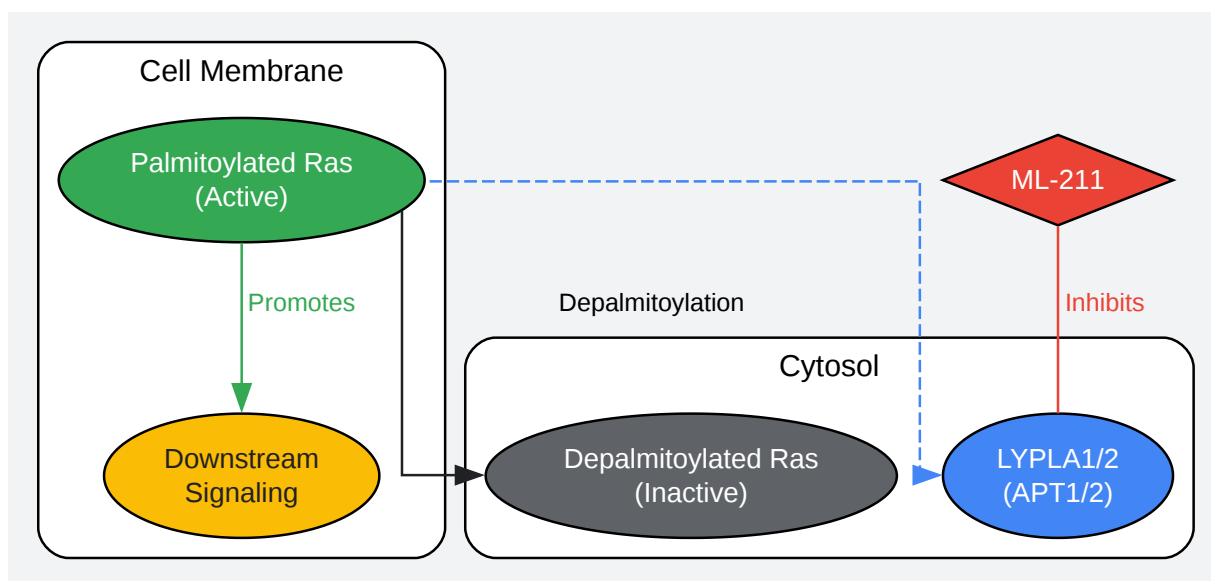 Cell Membrane
Palmitoylated Ras
(Active)
ML-211
Promotes
Depalmitoylation
Inhibits
Cytosol
Downstream
Signaling
Depalmitoylated Ras
(Inactive)
LYPLA1/2
(APT1/2)